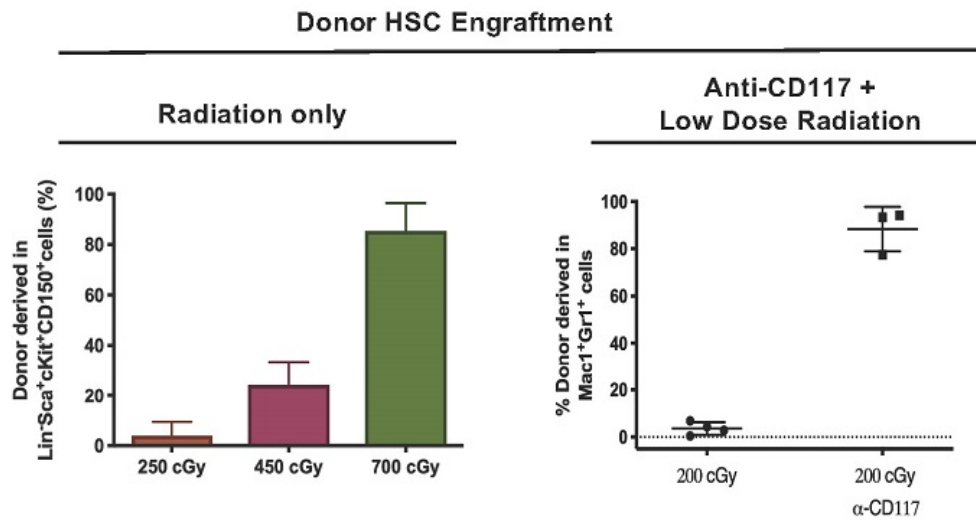 Donor HSC Engraftment
Radiation only
Donor derived in
Lin⁻Sca⁺cKit⁺CD150⁺cells (%)
100
80
60
40
20
0
250 cGy
450 cGy
700 cGy
Anti-CD117 +
Low Dose Radiation
% Donor derived in
Mac1⁺Gr1⁺ cells
100
80
60
40
20
0
200 cGy
200 cGy
α-CD117